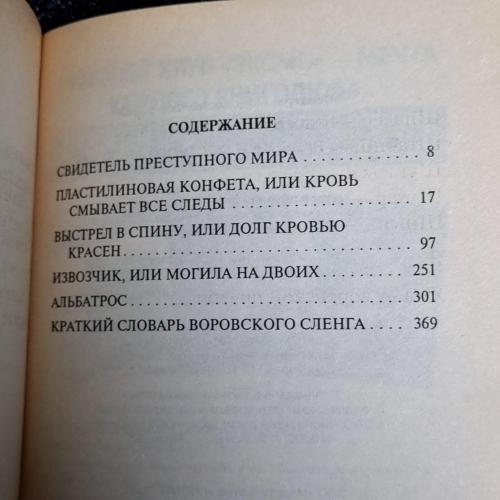 СОДЕРЖАНИЕ
СВИДЕТЕЛЬ ПРЕСТУПНОГО МИРА . . . . . . . . . . . . 8
ПЛАСТИЛИНОВАЯ КОНФЕТА, ИЛИ КРОВЬ
СМЫВАЕТ ВСЕ СЛЕДЫ . . . . . . . . . . . . . . . . . . 17
ВЫСТРЕЛ В СПИНУ, ИЛИ ДОЛГ КРОВЬЮ
КРАСЕН . . . . . . . . . . . . . . . . . . . . . . . . . . . . 97
ИЗВОЗЧИК, ИЛИ МОГИЛА НА ДВОИХ . . . . . . . . . 251
АЛЬБАТРОС . . . . . . . . . . . . . . . . . . . . . . . . . . 301
КРАТКИЙ СЛОВАРЬ ВОРОВСКОГО СЛЕНГА . . . . 369